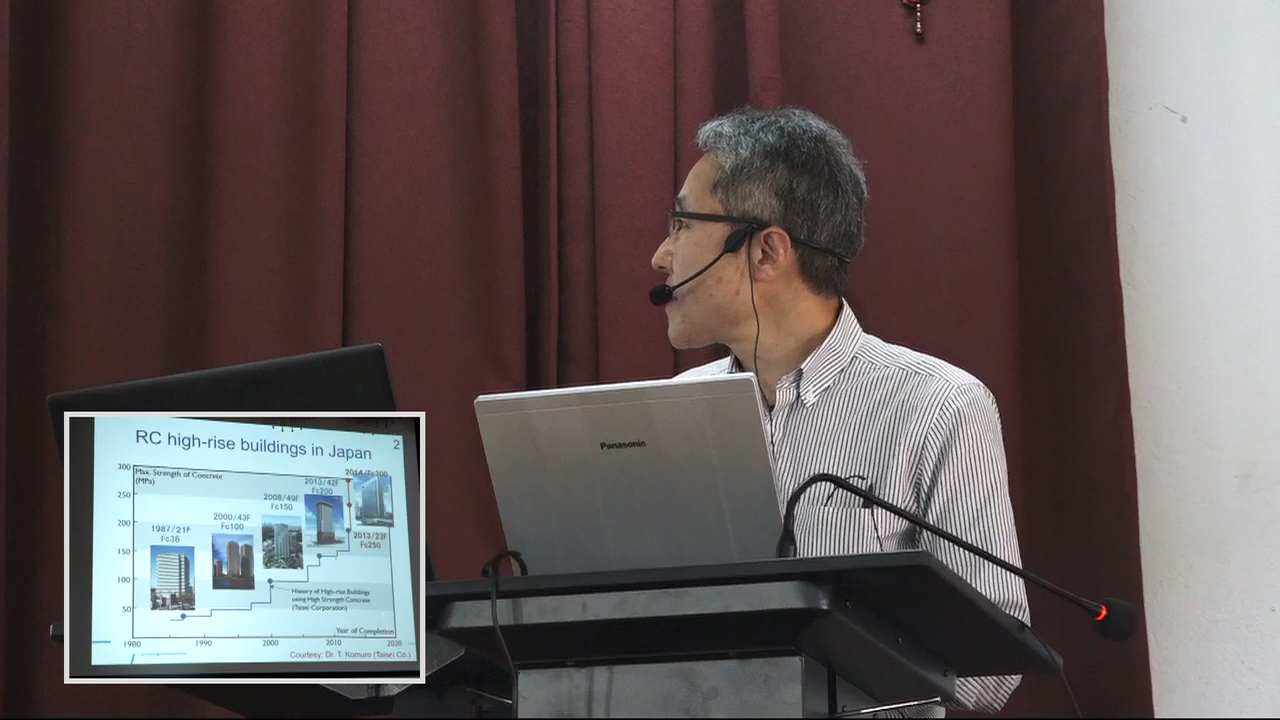 RC high-rise buildings in Japan
2
300
Max. Strength of Concrete
(MPa)
250
200
150
100
50
1987/21F
Fc36
2000/43F
Fc100
2008/49F
Fc150
2013/42F
Fc200
2014/Fc300
2013/23F
Fc250
History of High-rise Buildings
using High Strength Concrete
(Taisei Corporation)
Year of Completion
1980
1990
2000
2010
2020
Courtesy: Dr. T. Komuro (Taisei Co.)
Panasonic